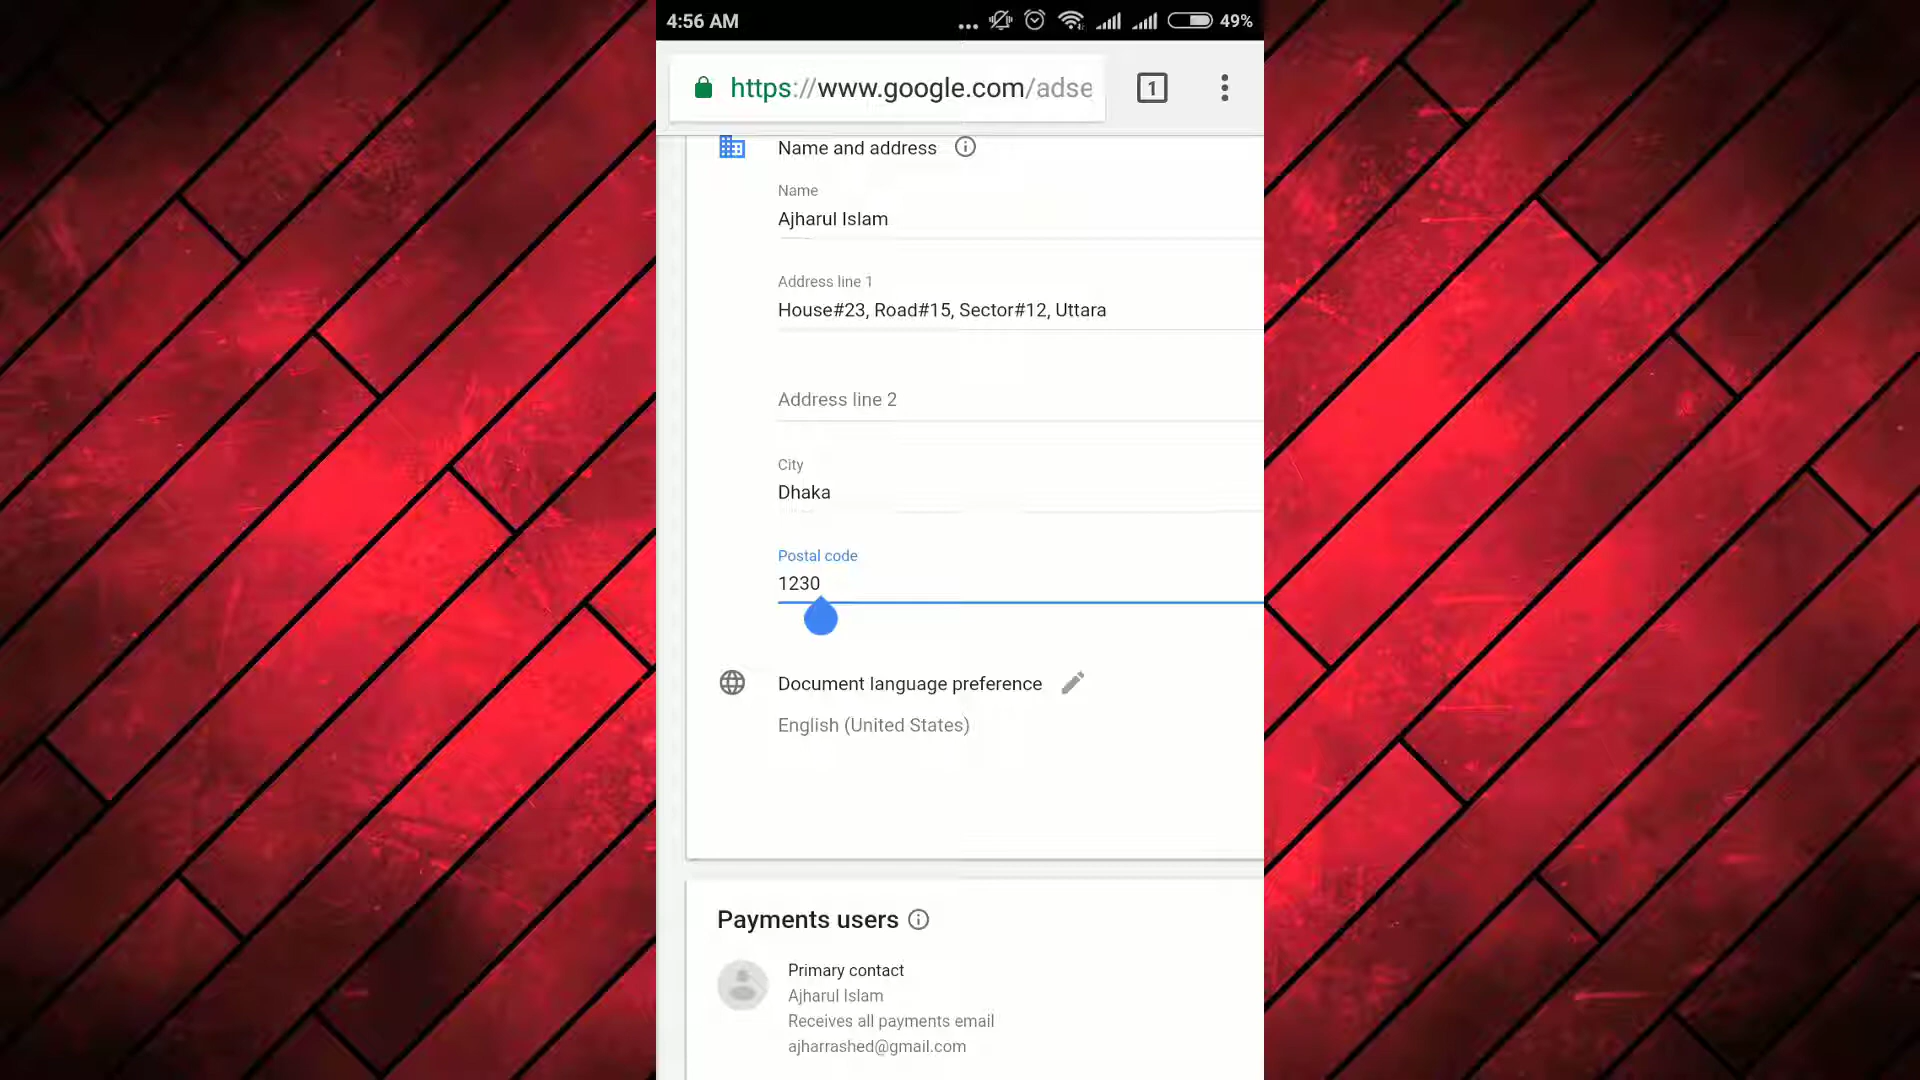 4:56 AM
49%
https://www.google.com/adse
1
Name and address
Name
Ajharul Islam
Address line 1
House#23, Road#15, Sector#12, Uttara
Address line 2
City
Dhaka
Postal code
1230
Document language preference
English (United States)
Payments users
Primary contact
Ajharul Islam
Receives all payments email
ajharrashed@gmail.com